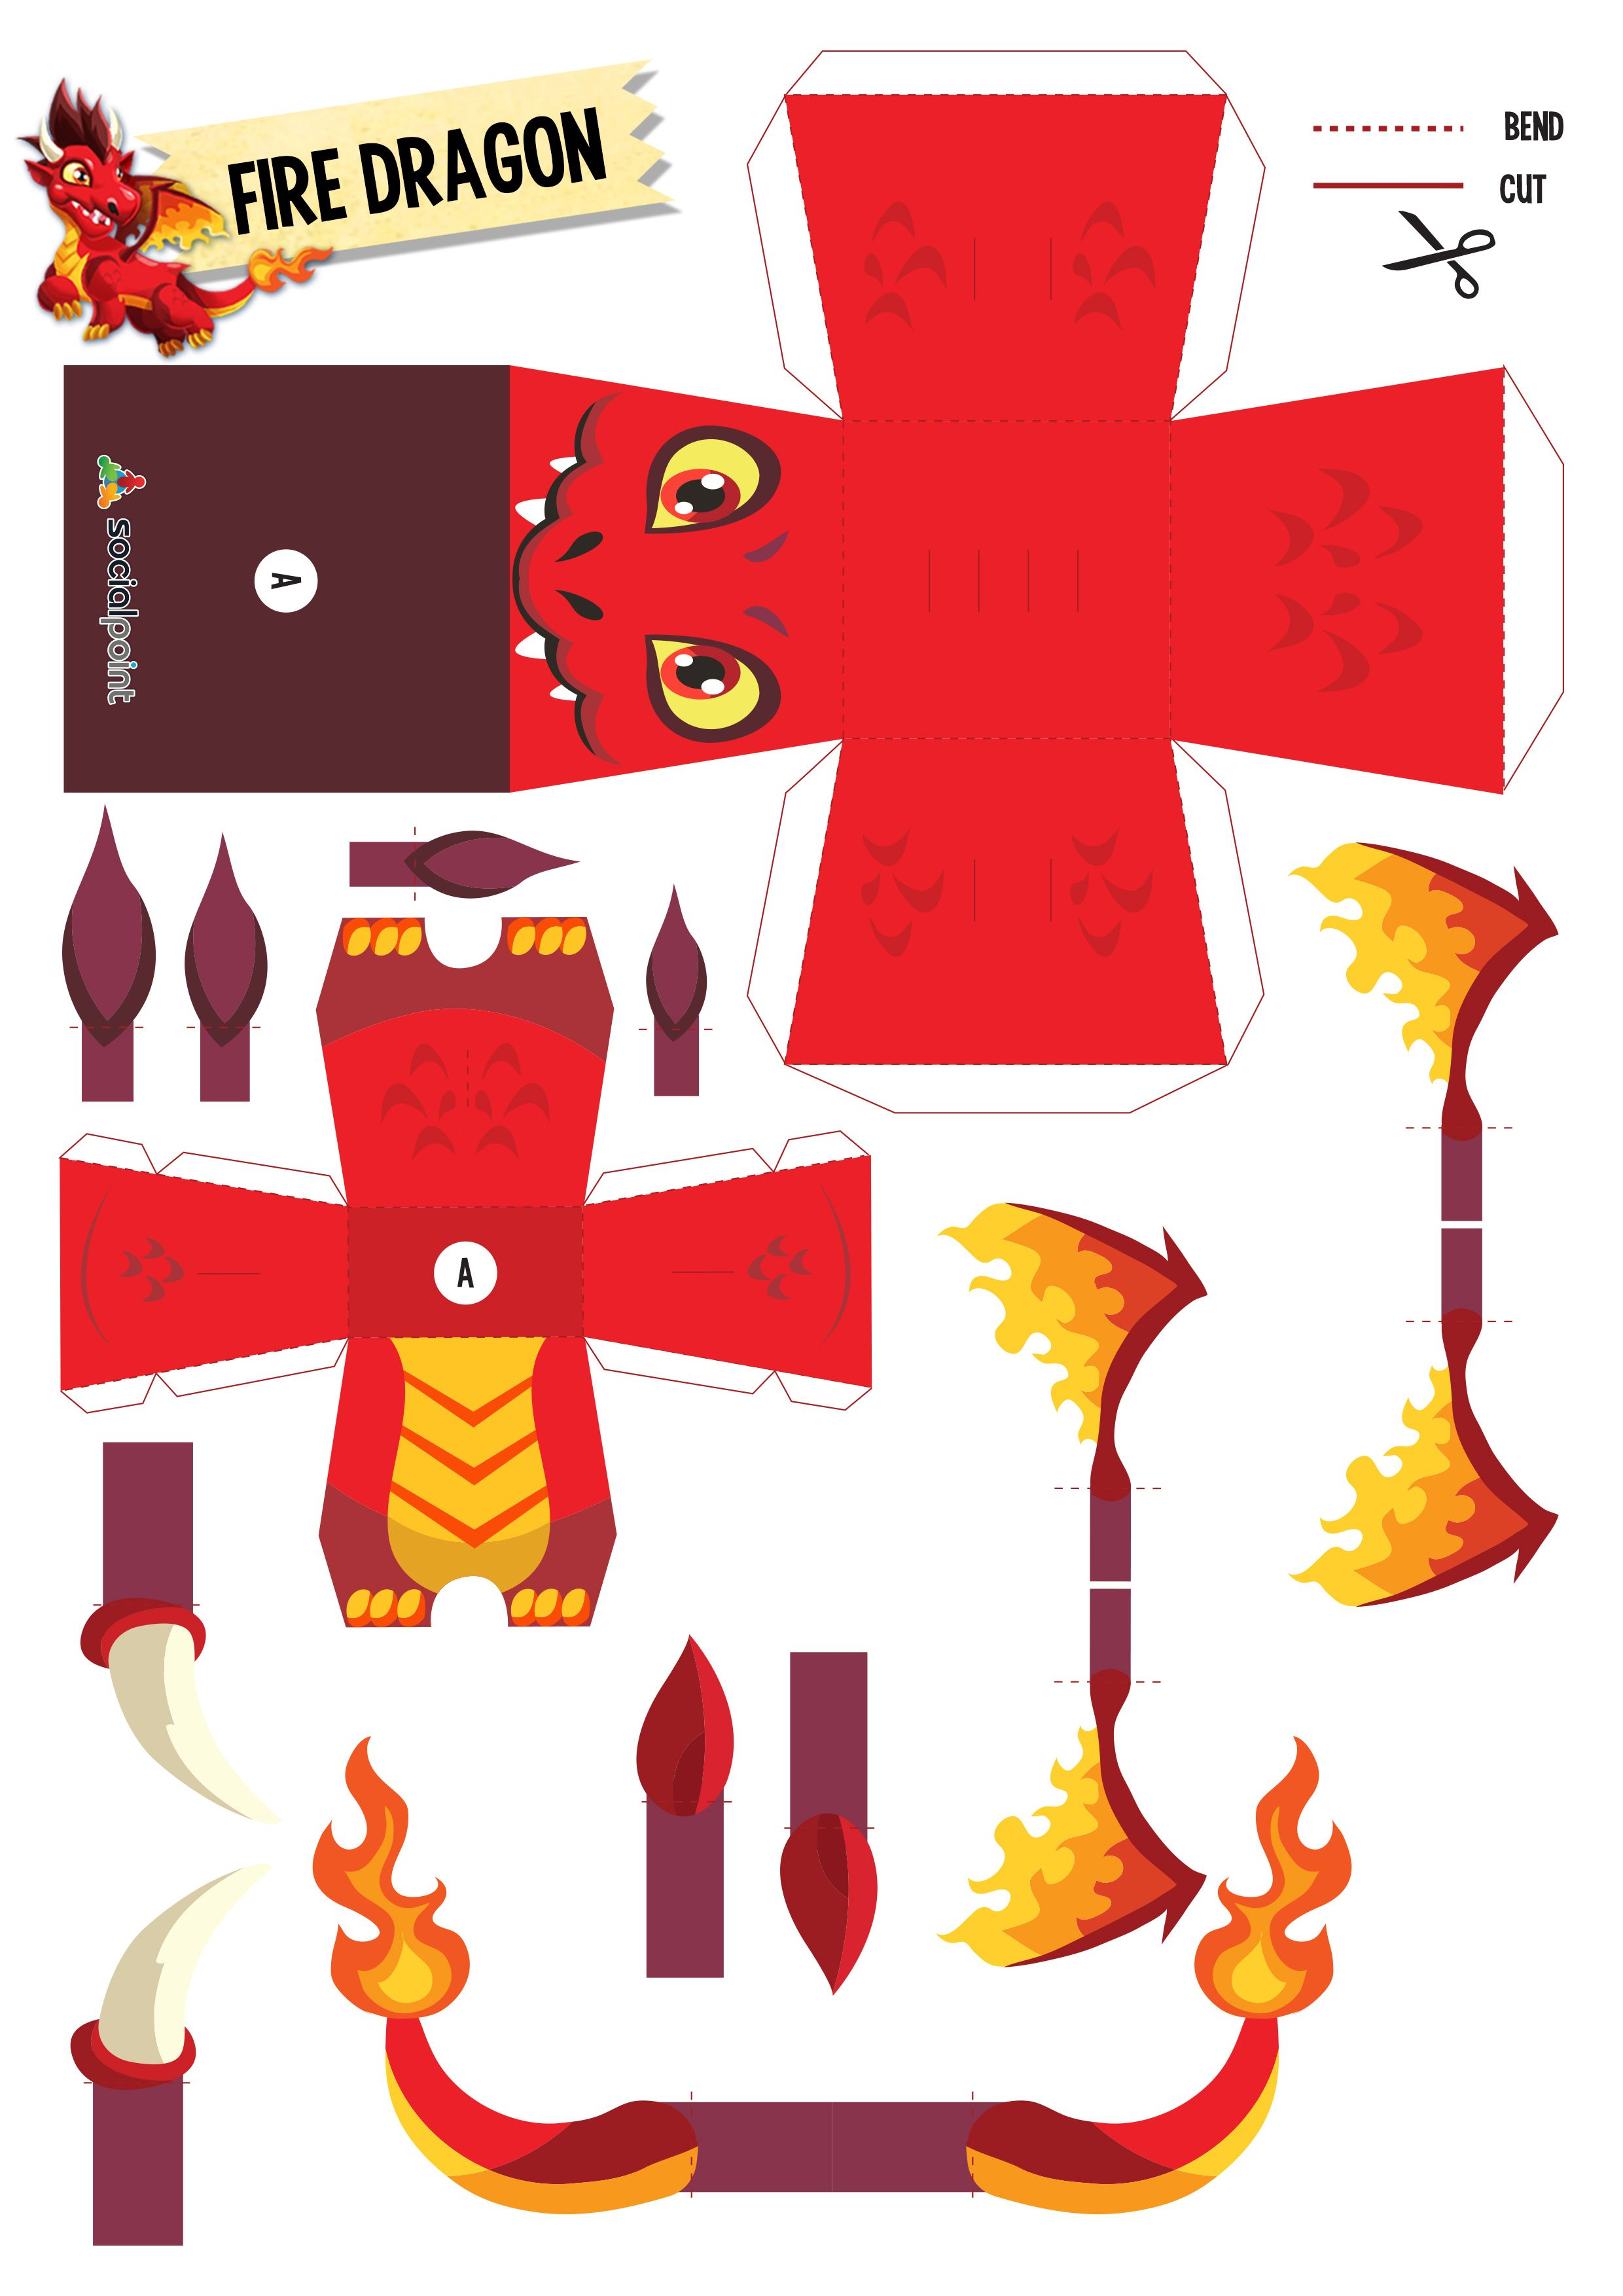 FIRE DRAGON
BEND
CUT
socialpoint
A
A